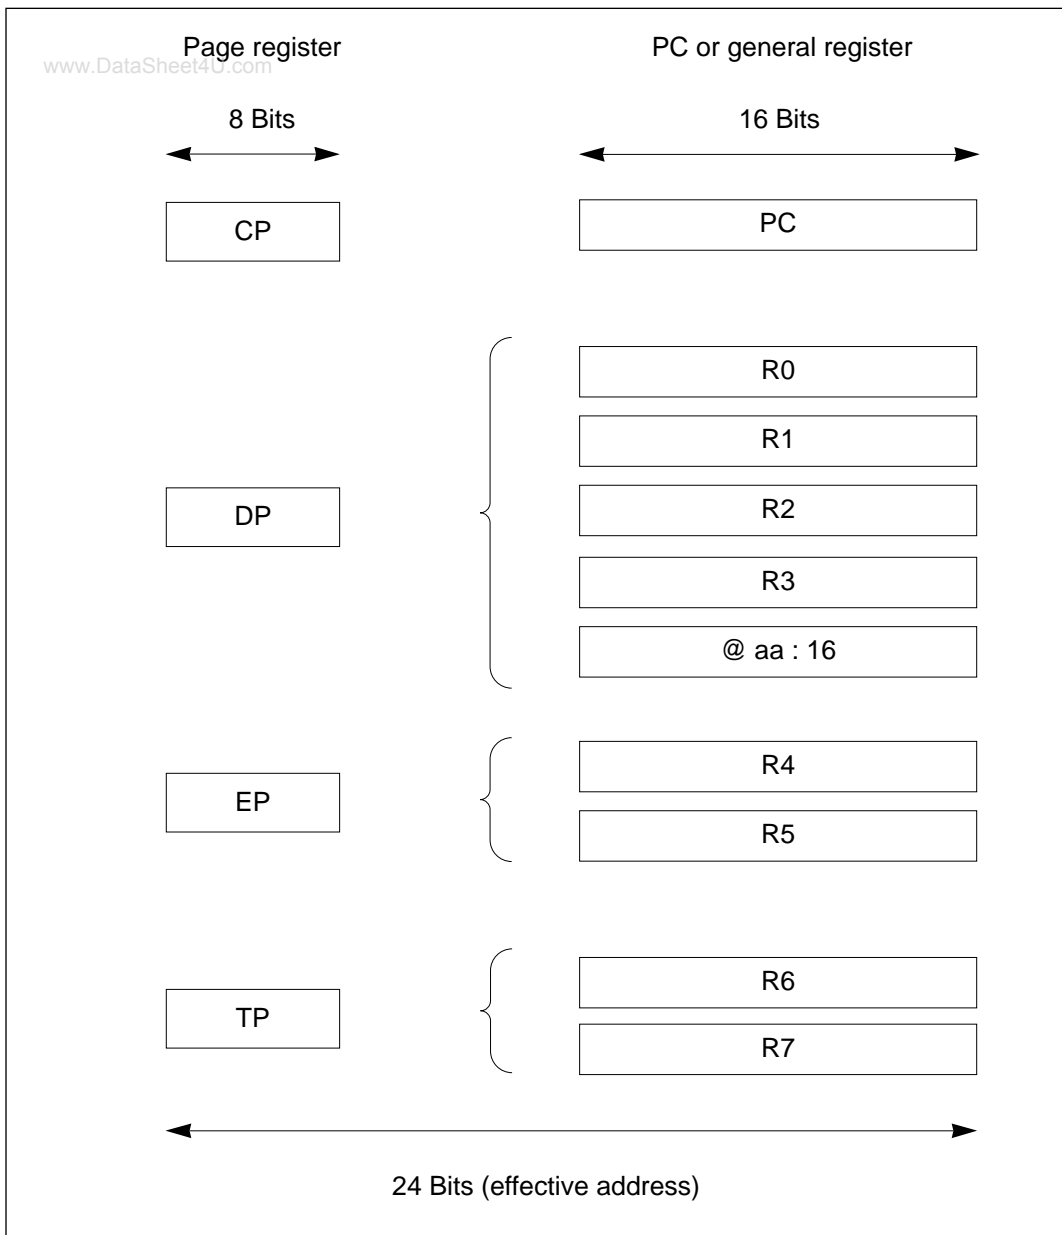 Page register PC or general register
www.DataSheet4U.com
8 Bits 16 Bits
CP PC
R0
R1
DP R2
R3
@ aa : 16
R4
EP
R5
R6
TP
R7
24 Bits (effective address)